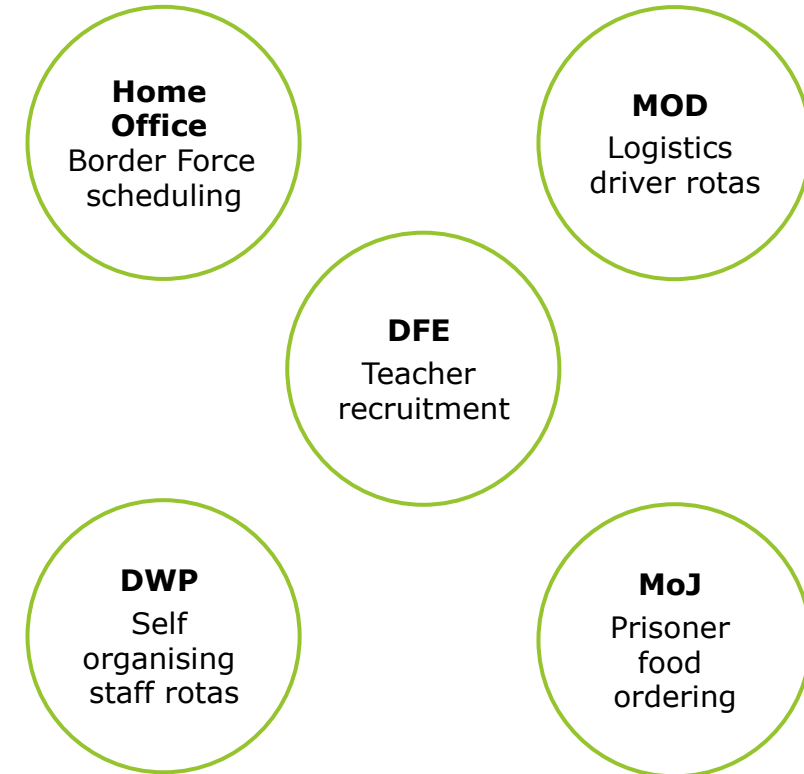 Home
Office
Border Force
scheduling
MOD
Logistics
driver rotas
DFE
Teacher
recruitment
DWP
Self
organising
staff rotas
MoJ
Prisoner
food
ordering